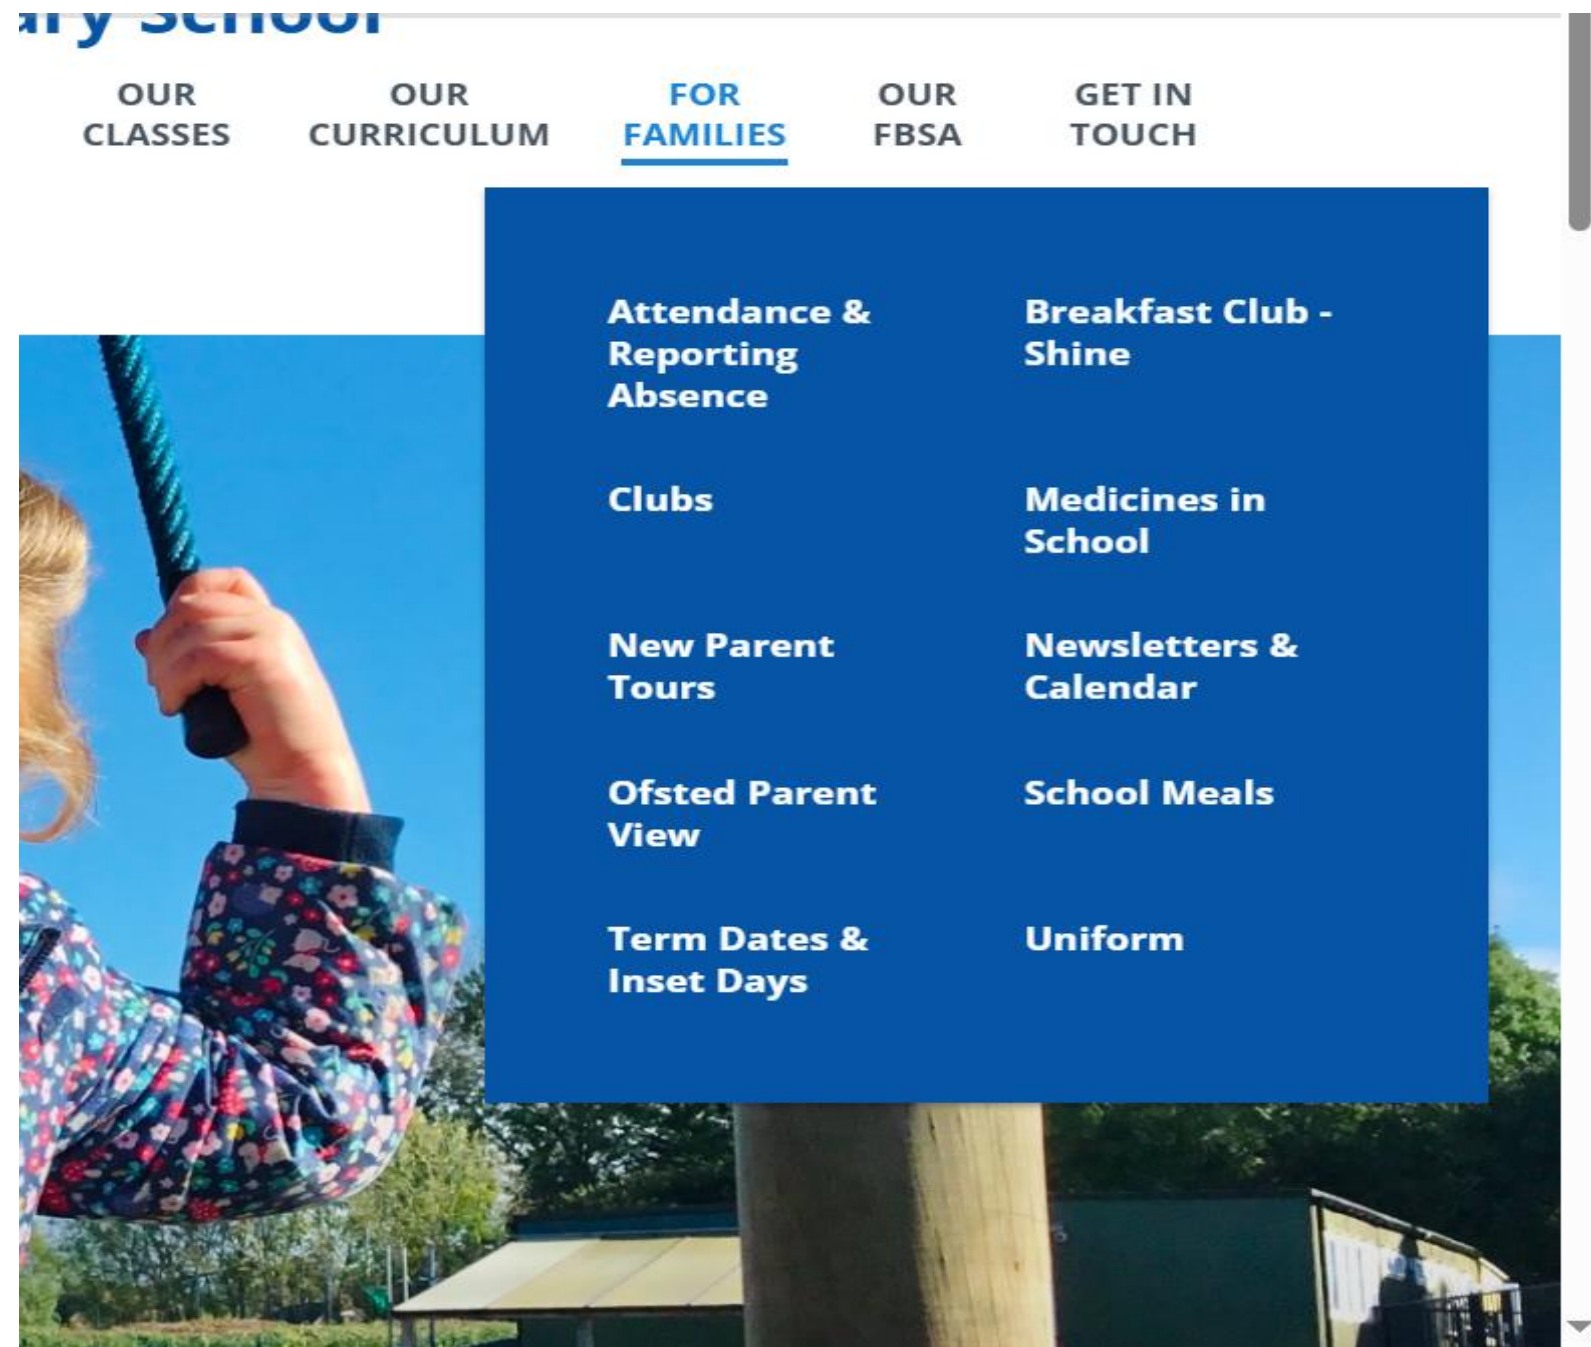 School
OUR CLASSES
OUR CURRICULUM
FOR FAMILIES
OUR FBSA
GET IN TOUCH
Attendance &
Reporting
Absence
Breakfast Club -
Shine
Clubs
Medicines in
School
New Parent
Tours
Newsletters &
Calendar
Ofsted Parent
View
School Meals
Term Dates &
Inset Days
Uniform